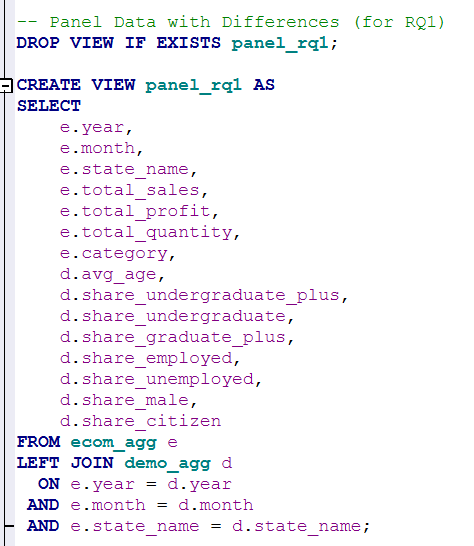 -- Panel Data with Differences (for RQ1)
DROP VIEW IF EXISTS panel_rq1;
CREATE VIEW panel_rq1 AS
SELECT
    e.year,
    e.month,
    e.state_name,
    e.total_sales,
    e.total_profit,
    e.total_quantity,
    e.category,
    d.avg_age,
    d.share_undergraduate_plus,
    d.share_undergraduate,
    d.share_graduate_plus,
    d.share_employed,
    d.share_unemployed,
    d.share_male,
    d.share_citizen
FROM ecom_agg e
LEFT JOIN demo_agg d
  ON e.year = d.year
 AND e.month = d.month
 AND e.state_name = d.state_name;